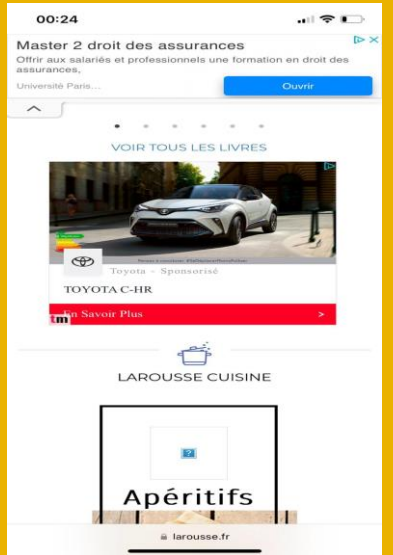 00:24
Master 2 droit des assurances
Offrir aux salariés et professionnels une formation en droit des
assurances,
Université Paris...
Ouvrir
VOIR TOUS LES LIVRES
Toyota - Sponsorisé
TOYOTA C-HR
En Savoir Plus >
tm
LAROUSSE CUISINE
Apéritifs
larousse.fr